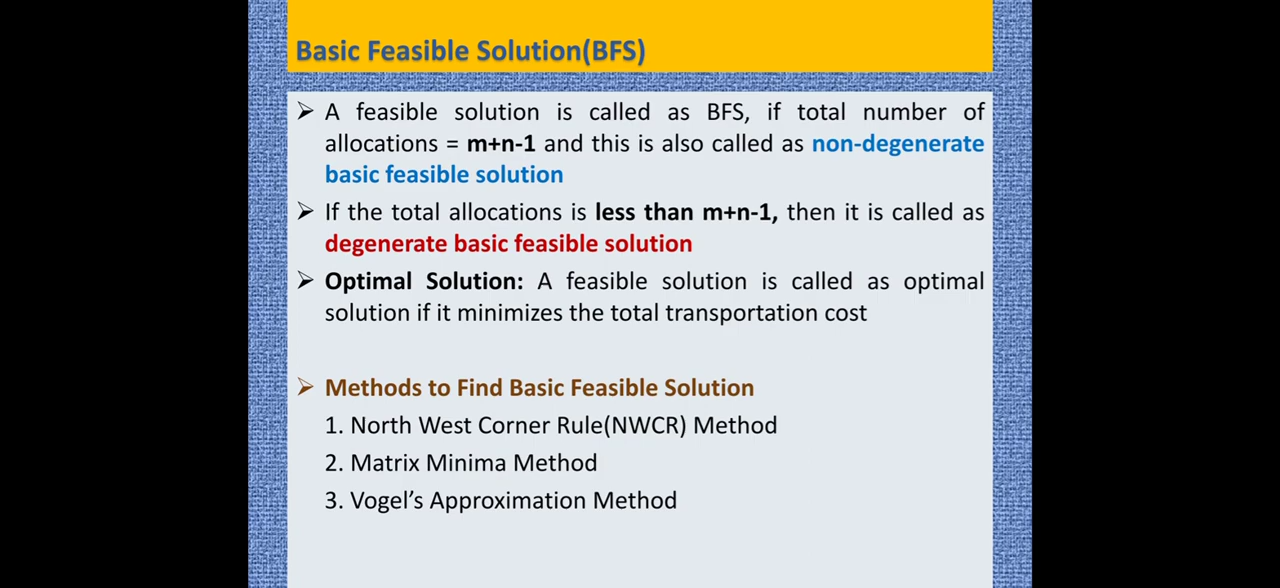 Basic Feasible Solution(BFS)
➢ A feasible solution is called as BFS, if total number of
allocations = m+n-1 and this is also called as non-degenerate
basic feasible solution
➢ If the total allocations is less than m+n-1, then it is called as
degenerate basic feasible solution
➢ Optimal Solution: A feasible solution is called as optimal
solution if it minimizes the total transportation cost
➢ Methods to Find Basic Feasible Solution
1. North West Corner Rule(NWCR) Method
2. Matrix Minima Method
3. Vogel’s Approximation Method